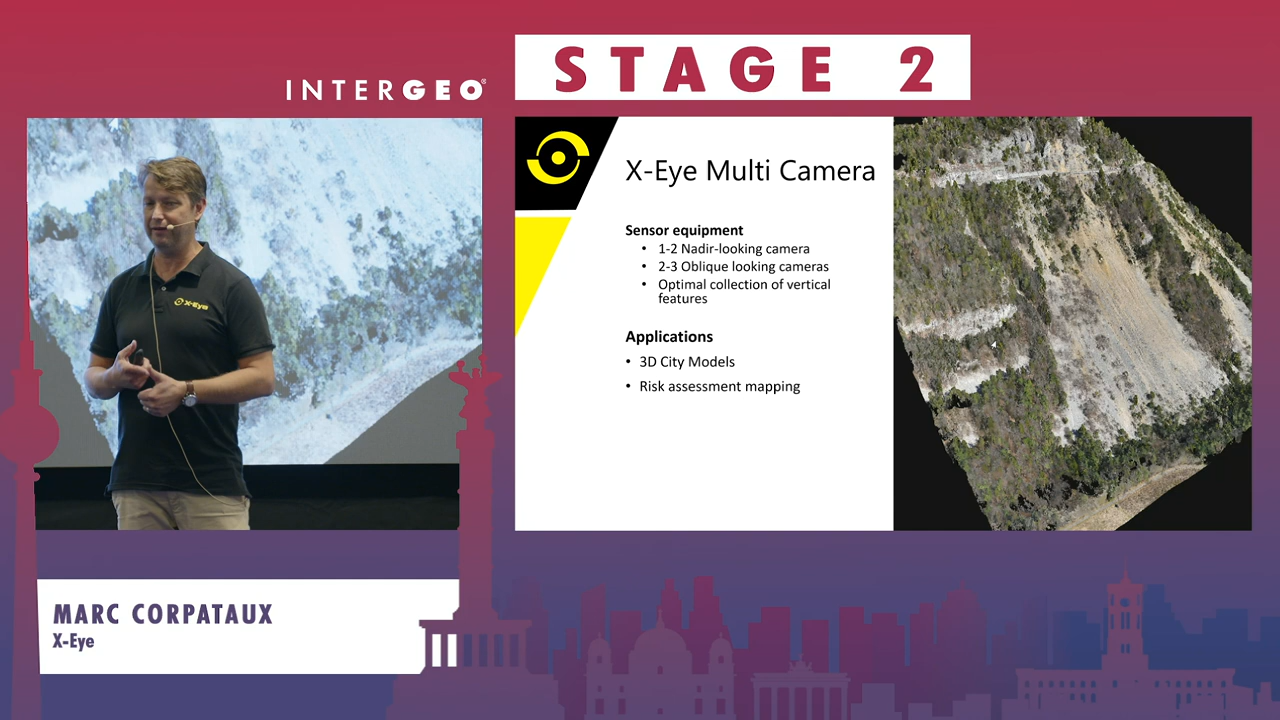 INTERGEO®
STAGE 2
X-Eye
X-Eye Multi Camera
Sensor equipment
• 1-2 Nadir-looking camera
• 2-3 Oblique looking cameras
• Optimal collection of vertical
features
Applications
• 3D City Models
• Risk assessment mapping
MARC CORPATAUX
X-Eye